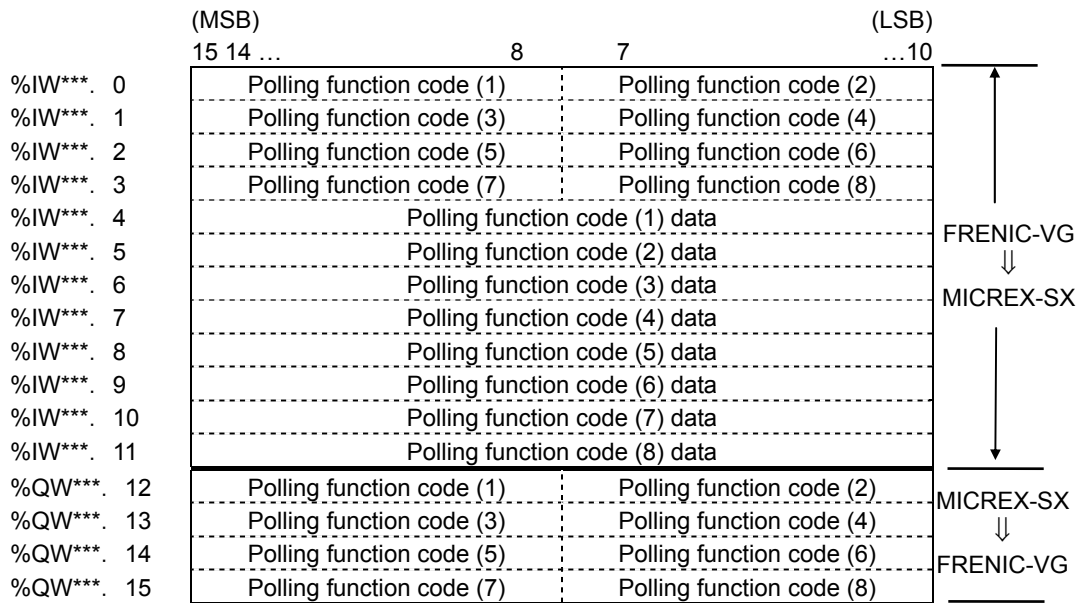 (MSB) (LSB)
15 14 … 8 7 …10
%IW***. 0 Polling function code (1) Polling function code (2)
%IW***. 1 Polling function code (3) Polling function code (4)
%IW***. 2 Polling function code (5) Polling function code (6)
%IW***. 3 Polling function code (7) Polling function code (8)
%IW***. 4 Polling function code (1) data
%IW***. 5 Polling function code (2) data
%IW***. 6 Polling function code (3) data
%IW***. 7 Polling function code (4) data
%IW***. 8 Polling function code (5) data
%IW***. 9 Polling function code (6) data
%IW***. 10 Polling function code (7) data
%IW***. 11 Polling function code (8) data
FRENIC-VG
⇓
MICREX-SX
%QW***. 12 Polling function code (1) Polling function code (2)
%QW***. 13 Polling function code (3) Polling function code (4)
%QW***. 14 Polling function code (5) Polling function code (6)
%QW***. 15 Polling function code (7) Polling function code (8)
MICREX-SX
⇓
FRENIC-VG